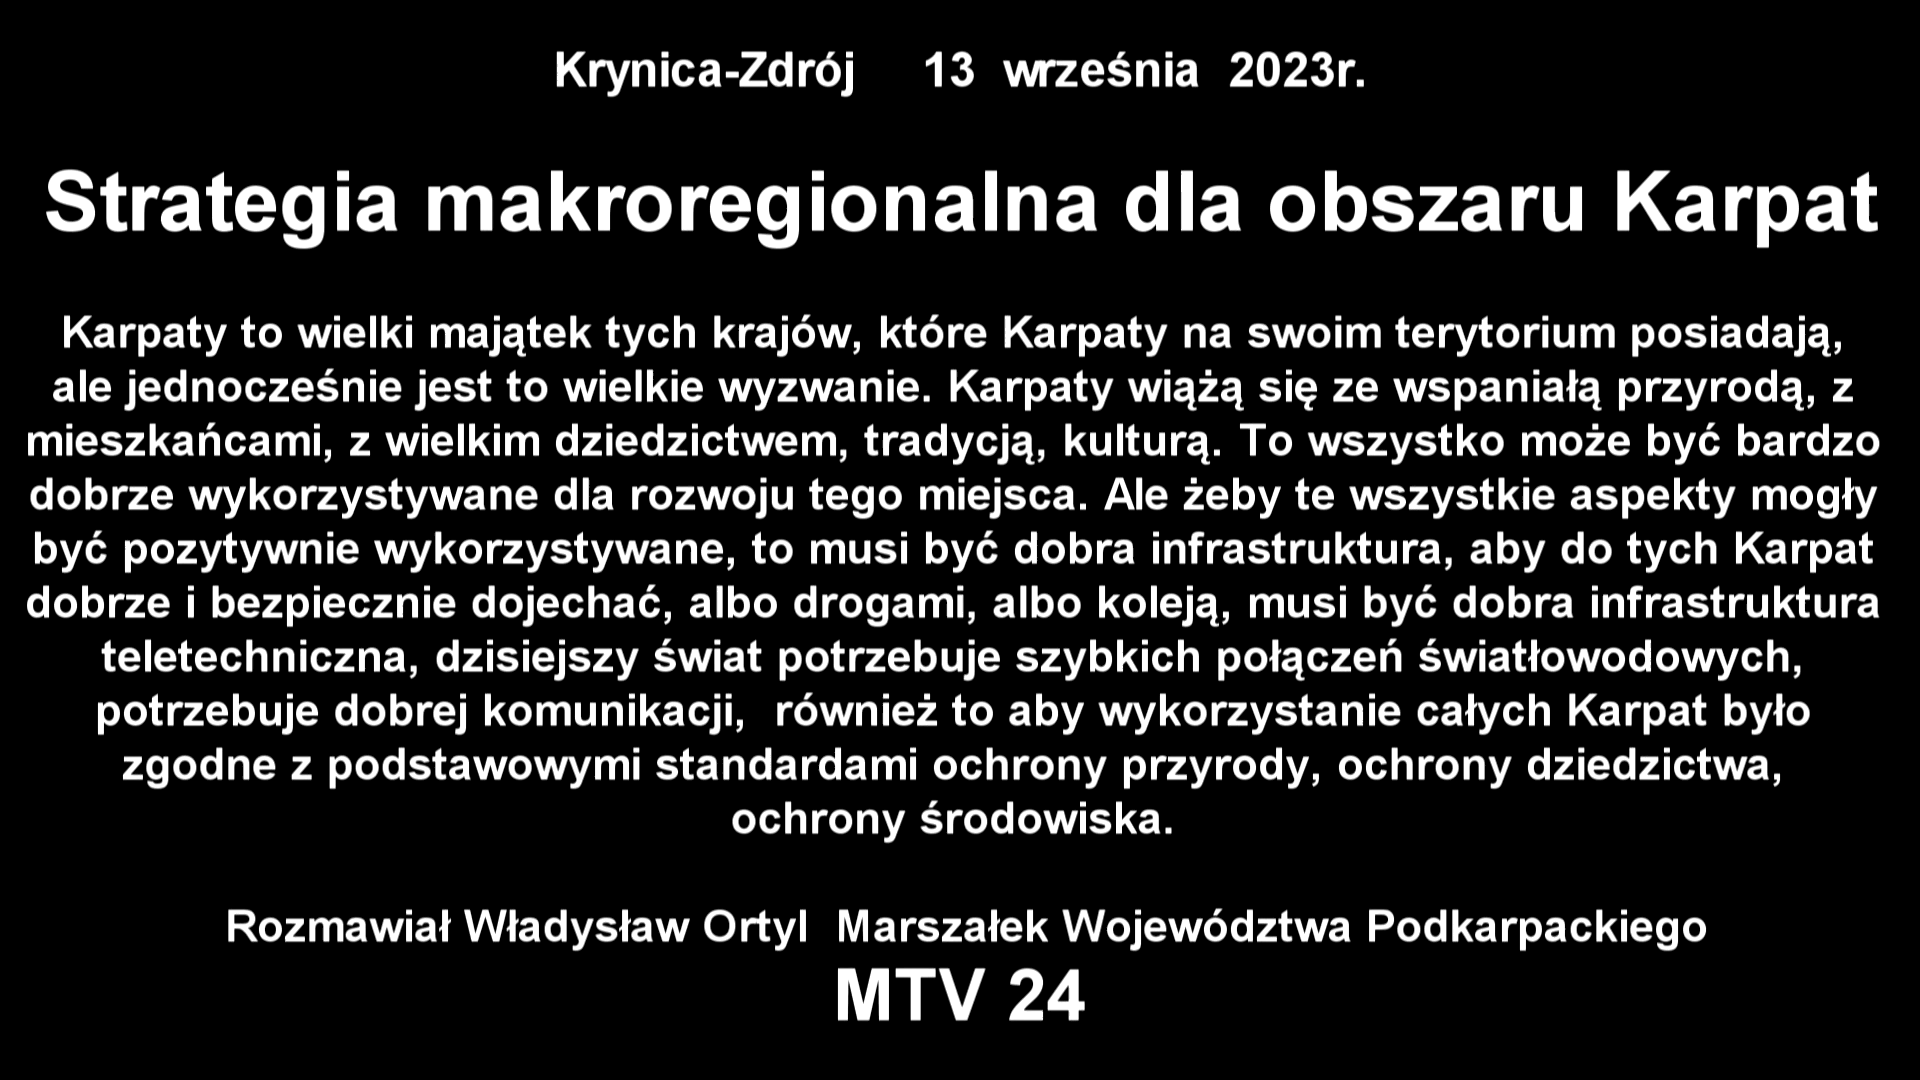 Krynica-Zdrój 13 września 2023r.
Strategia makroregionalna dla obszaru Karpat
Karpaty to wielki majątek tych krajów, które Karpaty na swoim terytorium posiadają,
ale jednocześnie jest to wielkie wyzwanie. Karpaty wiążą się ze wspaniałą przyrodą, z
mieszkańcami, z wielkim dziedzictwem, tradycją, kulturą. To wszystko może być bardzo
dobrze wykorzystywane dla rozwoju tego miejsca. Ale żeby te wszystkie aspekty mogły
być pozytywnie wykorzystywane, to musi być dobra infrastruktura, aby do tych Karpat
dobrze i bezpiecznie dojechać, albo drogami, albo koleją, musi być dobra infrastruktura
teletechniczna, dzisiejszy świat potrzebuje szybkich połączeń światłowodowych,
potrzebuje dobrej komunikacji, również to aby wykorzystanie całych Karpat było
zgodne z podstawowymi standardami ochrony przyrody, ochrony dziedzictwa,
ochrony środowiska.
Rozmawiał Władysław Ortyl Marszałek Województwa Podkarpackiego
MTV 24